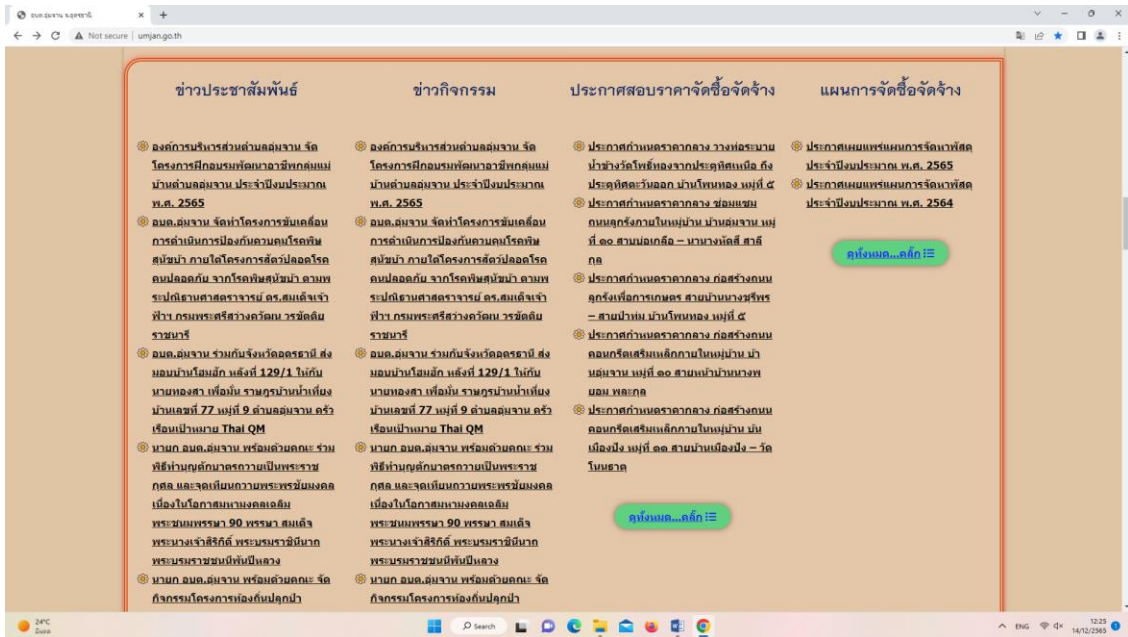 อบต.อุ่มจาน จ.อุดรธานี
Not secure
umjan.go.th
ข่าวประชาสัมพันธ์
องค์การบริหารส่วนตำบลอุ่มจาน จัด
โครงการฝึกอบรมพัฒนาอาชีพกลุ่มแม่
บ้านตำบลอุ่มจาน ประจำปีงบประมาณ
พ.ศ. 2565
อบต.อุ่มจาน จัดทำโครงการขับเคลื่อน
การดำเนินการป้องกันควบคุมโรคพิษ
สุนัขบ้า ภายใต้โครงการสัตว์ปลอดโรค
คนปลอดภัย จากโรคพิษสุนัขบ้า ตามพ
ระปณิธานศาสตราจารย์ ดร.สมเด็จเจ้า
ฟ้าฯ กรมพระศรีสว่างควัฒน วรขัตติย
ราชนารี
อบต.อุ่มจาน ร่วมกับจังหวัดอุดรธานี ส่ง
มอบบ้านโฮมฮัก หลังที่ 129/1 ให้กับ
นายทองสา เพื่อมั่น ราษฎรบ้านน้ำเที่ยง
บ้านเลขที่ 77 หมู่ที่ 9 ตำบลอุ่มจาน ครัว
เรือนเป้าหมาย Thai QM
นายก อบต.อุ่มจาน พร้อมด้วยคณะ ร่วม
พิธีทำบุญตักบาตรถวายเป็นพระราช
กุศล และจุดเทียนถวายพระพรชัยมงคล
เนื่องในโอกาสมหามงคลเฉลิม
พระชนมพรรษา 90 พรรษา สมเด็จ
พระนางเจ้าสิริกิติ์ พระบรมราชินีนาถ
พระบรมราชชนนีพันปีหลวง
นายก อบต.อุ่มจาน พร้อมด้วยคณะ จัด
กิจกรรมโครงการท้องถิ่นปลูกป่า
ข่าวกิจกรรม
องค์การบริหารส่วนตำบลอุ่มจาน จัด
โครงการฝึกอบรมพัฒนาอาชีพกลุ่มแม่
บ้านตำบลอุ่มจาน ประจำปีงบประมาณ
พ.ศ. 2565
อบต.อุ่มจาน จัดทำโครงการขับเคลื่อน
การดำเนินการป้องกันควบคุมโรคพิษ
สุนัขบ้า ภายใต้โครงการสัตว์ปลอดโรค
คนปลอดภัย จากโรคพิษสุนัขบ้า ตามพ
ระปณิธานศาสตราจารย์ ดร.สมเด็จเจ้า
ฟ้าฯ กรมพระศรีสว่างควัฒน วรขัตติย
ราชนารี
อบต.อุ่มจาน ร่วมกับจังหวัดอุดรธานี ส่ง
มอบบ้านโฮมฮัก หลังที่ 129/1 ให้กับ
นายทองสา เพื่อมั่น ราษฎรบ้านน้ำเที่ยง
บ้านเลขที่ 77 หมู่ที่ 9 ตำบลอุ่มจาน ครัว
เรือนเป้าหมาย Thai QM
นายก อบต.อุ่มจาน พร้อมด้วยคณะ ร่วม
พิธีทำบุญตักบาตรถวายเป็นพระราช
กุศล และจุดเทียนถวายพระพรชัยมงคล
เนื่องในโอกาสมหามงคลเฉลิม
พระชนมพรรษา 90 พรรษา สมเด็จ
พระนางเจ้าสิริกิติ์ พระบรมราชินีนาถ
พระบรมราชชนนีพันปีหลวง
นายก อบต.อุ่มจาน พร้อมด้วยคณะ จัด
กิจกรรมโครงการท้องถิ่นปลูกป่า
ประกาศสอบราคาจัดซื้อจัดจ้าง
ประกาศกำหนดราคากลาง วางท่อระบาย
น้ำข้างวัดโพธิ์ทองจากประตูทิศเหนือ ถึง
ประตูทิศตะวันออก บ้านโพนทอง หมู่ที่ ๕
ประกาศกำหนดราคากลาง ซ่อมแซม
ถนนลูกรังภายในหมู่บ้าน บ้านอุ่มจาน หมู่
ที่ ๑๐ สายบ่อเกลือ – นานางหัดสี สาลี
กุล
ประกาศกำหนดราคากลาง ก่อสร้างถนน
ลูกรังเพื่อการเกษตร สายบ้านนางชรีพร
– สายป่าท่ม บ้านโพนทอง หมู่ที่ ๕
ประกาศกำหนดราคากลาง ก่อสร้างถนน
คอนกรีตเสริมเหล็กภายในหมู่บ้าน บ้า
นอุ่มจาน หมู่ที่ ๑๐ สายหน้าบ้านนางพ
ยอม พละกุล
ประกาศกำหนดราคากลาง ก่อสร้างถนน
คอนกรีตเสริมเหล็กภายในหมู่บ้าน บัน
เมืองปัง หมู่ที่ ๑๑ สายบ้านเมืองปัง – วัด
โนนธาตุ
ดูทั้งหมด...คลิ๊ก
แผนการจัดซื้อจัดจ้าง
ประกาศเผยแพร่แผนการจัดหาพัสดุ
ประจำปีงบประมาณ พ.ศ. 2565
ประกาศเผยแพร่แผนการจัดหาพัสดุ
ประจำปีงบประมาณ พ.ศ. 2564
ดูทั้งหมด...คลิ๊ก
24°C
มีเมฆ
Search
ENG
12:25
14/12/2565